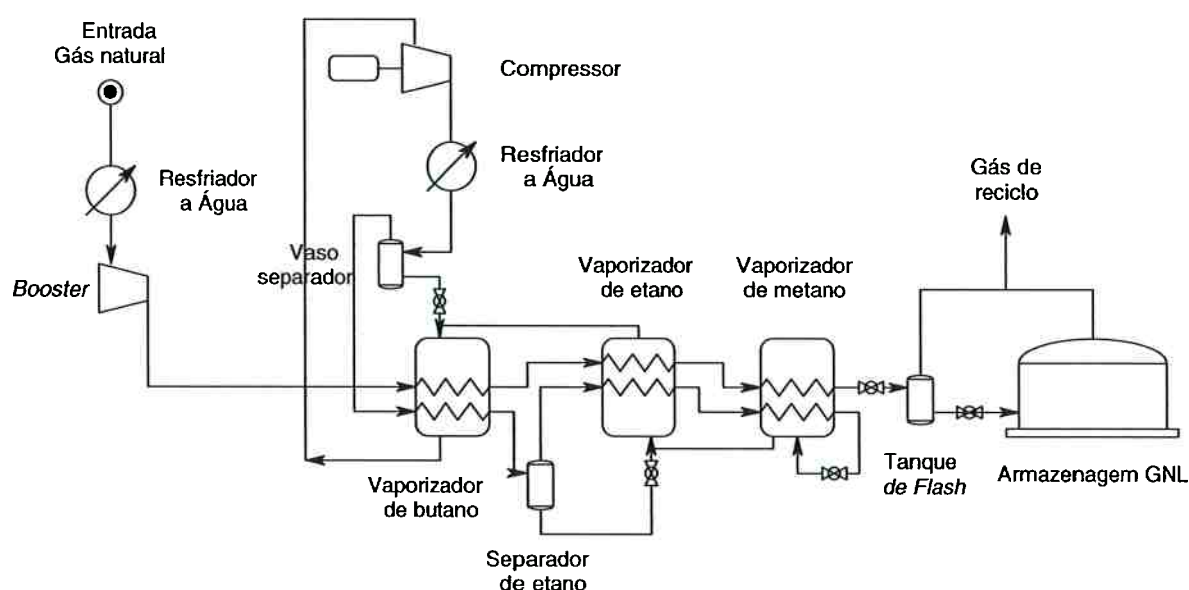 Entrada
Gás natural
Compressor
Resfriador
a Água
Resfriador
a Água
Gás de
reciclo
Vaso
separador
Booster
Vaporizador
de etano
Vaporizador
de metano
Vaporizador
de butano
Separador
de etano
Tanque
de Flash
Armazenagem GNL